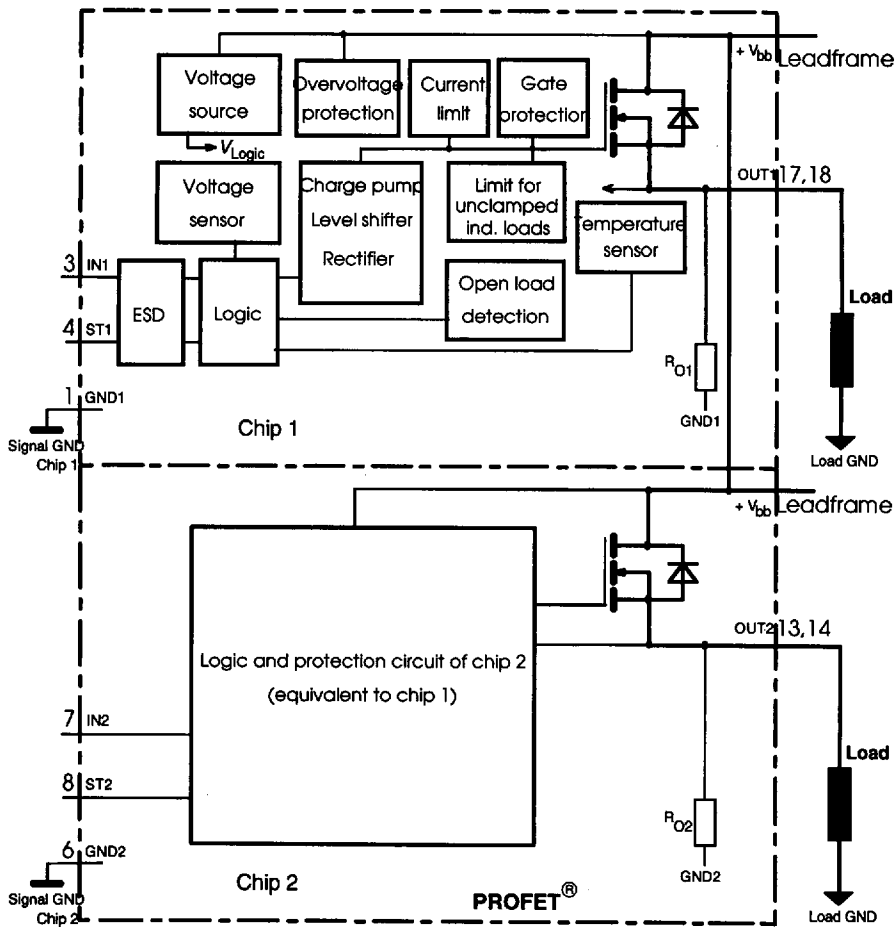 + Vbb Leadframe
Voltage source
Overvoltage protection
Current limit
Gate protection
VLogic
Voltage sensor
Charge pump
Level shifter
Rectifier
Limit for unclamped ind. loads
OUT1 17,18
Temperature sensor
3 IN1
ESD
Logic
Open load detection
Load
4 ST1
RO1
1 GND1
GND1
Signal GND
Chip 1
Chip 1
Load GND
+ Vbb Leadframe
OUT2 13,14
Logic and protection circuit of chip 2
(equivalent to chip 1)
7 IN2
Load
8 ST2
RO2
6 GND2
GND2
Signal GND
Chip 2
Chip 2
PROFET®
Load GND